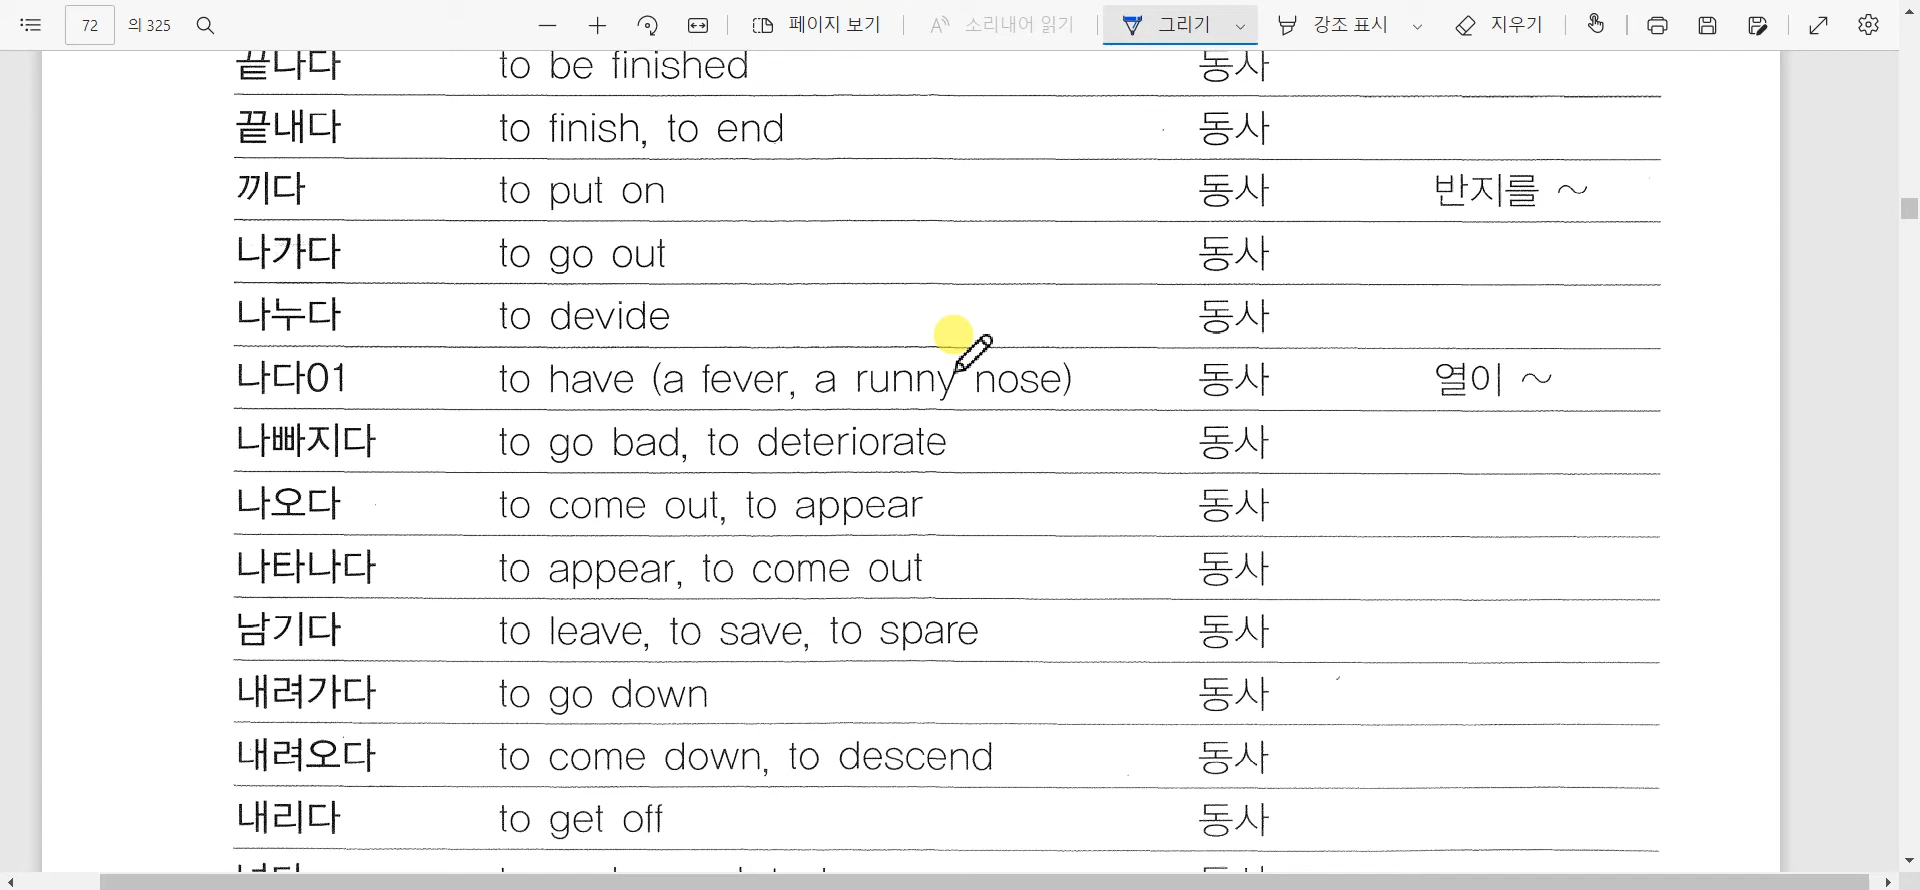 72 의 325 페이지 보기 소리내어 읽기 그리기 강조 표시 지우기
끝나다 to be finished 동사
끝내다 to finish, to end 동사
끼다 to put on 동사 반지를 ~
나가다 to go out 동사
나누다 to devide 동사
나다01 to have (a fever, a runny nose) 동사 열이 ~
나빠지다 to go bad, to deteriorate 동사
나오다 to come out, to appear 동사
나타나다 to appear, to come out 동사
남기다 to leave, to save, to spare 동사
내려가다 to go down 동사
내려오다 to come down, to descend 동사
내리다 to get off 동사